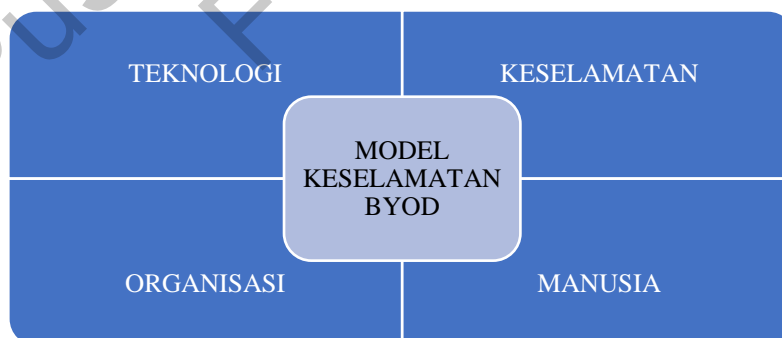 TEKNOLOGI
KESELAMATAN
MODEL
KESELAMATAN
BYOD
ORGANISASI
MANUSIA